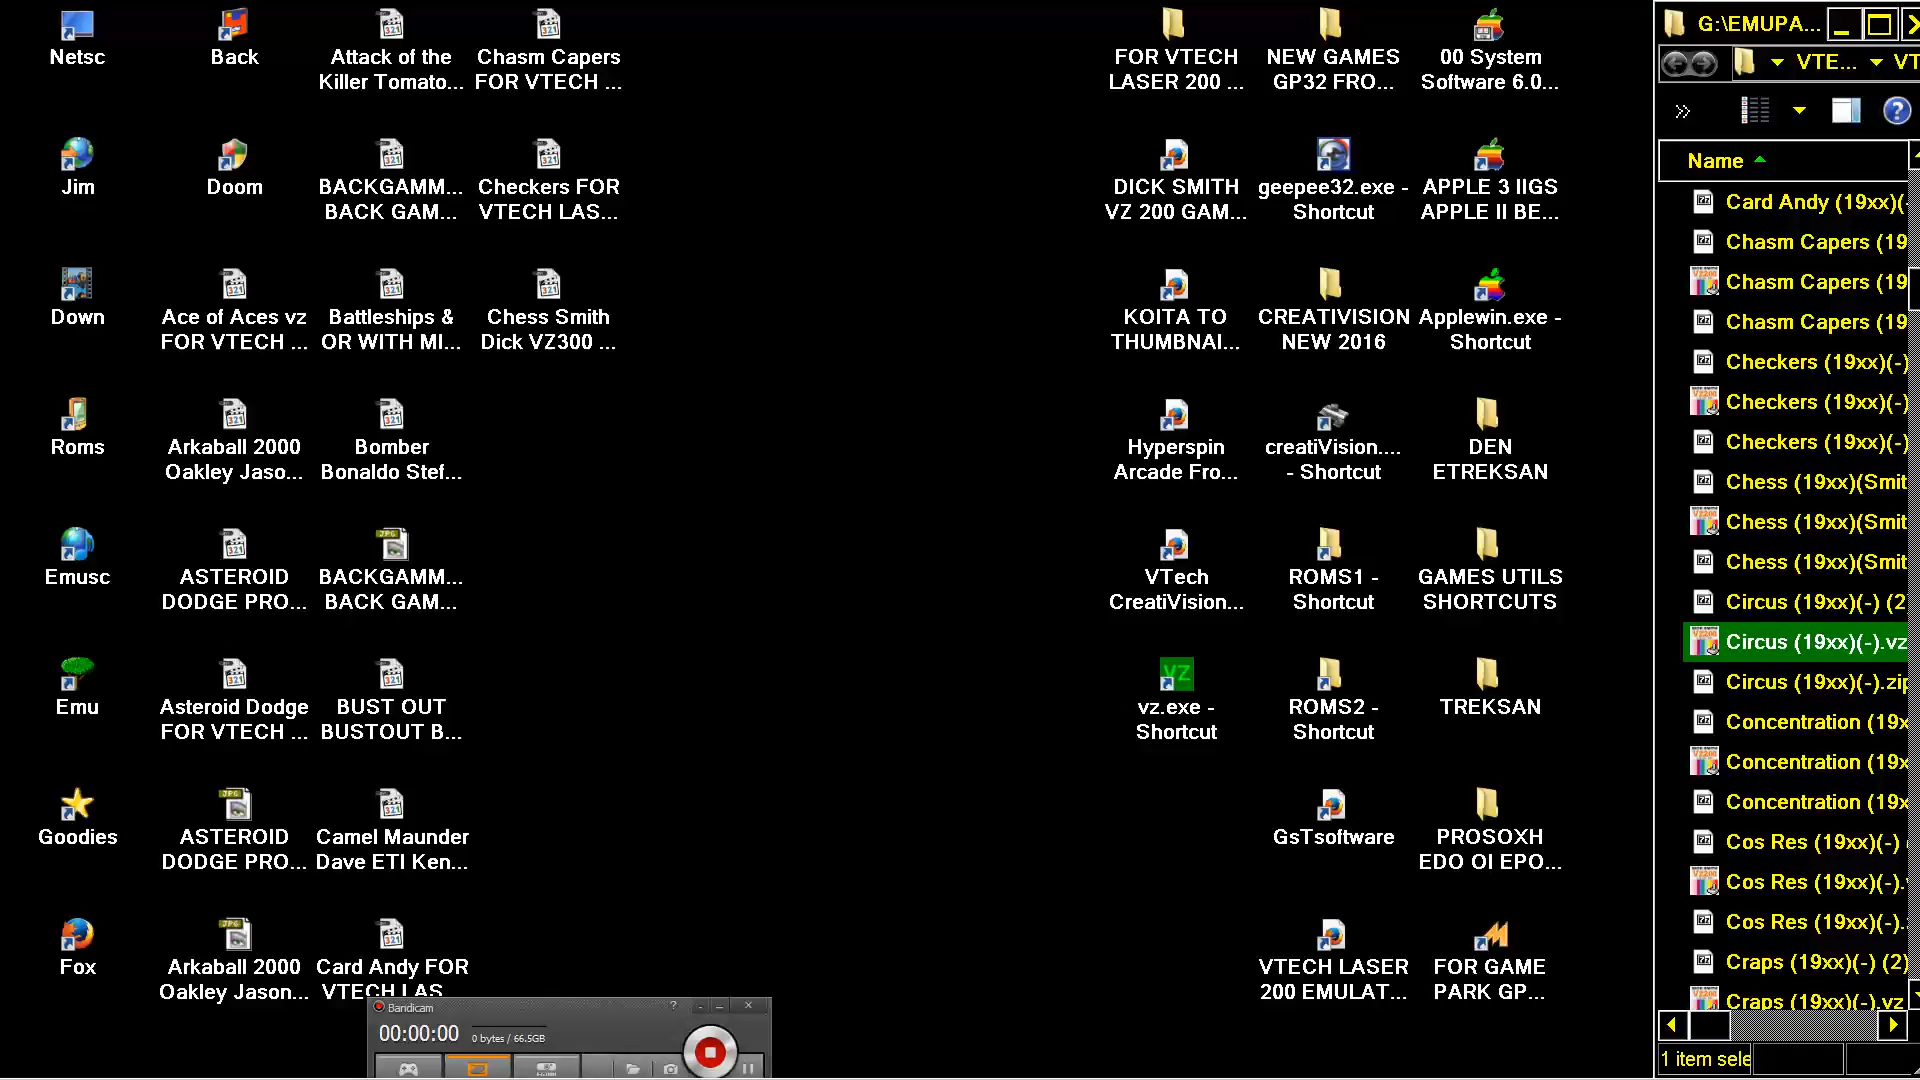 Netsc
Back
Attack of the
Killer Tomato...
Chasm Capers
FOR VTECH ...
FOR VTECH
LASER 200 ...
NEW GAMES
GP32 FRO...
00 System
Software 6.0...
Jim
Doom
BACKGAMM...
BACK GAM...
Checkers FOR
VTECH LAS...
DICK SMITH
VZ 200 GAM...
geepee32.exe -
Shortcut
APPLE 3 IIGS
APPLE II BE...
Down
Ace of Aces vz
FOR VTECH ...
Battleships &
OR WITH MI...
Chess Smith
Dick VZ300 ...
KOITA TO
THUMBNAI...
CREATIVISION
NEW 2016
Applewin.exe -
Shortcut
Roms
Arkaball 2000
Oakley Jaso...
Bomber
Bonaldo Stef...
Hyperspin
Arcade Fro...
creatiVision....
- Shortcut
DEN
ETREKSAN
Emusc
ASTEROID
DODGE PRO...
BACKGAMM...
BACK GAM...
VTech
CreatiVision...
ROMS1 -
Shortcut
GAMES UTILS
SHORTCUTS
Emu
Asteroid Dodge
FOR VTECH ...
BUST OUT
BUSTOUT B...
VZ
vz.exe -
Shortcut
ROMS2 -
Shortcut
TREKSAN
Goodies
ASTEROID
DODGE PRO...
Camel Maunder
Dave ETI Ken...
GsTsoftware
PROSOXH
EDO OI EPO...
Fox
Arkaball 2000
Oakley Jason...
Card Andy FOR
VTECH LAS
VTECH LASER
200 EMULAT...
FOR GAME
PARK GP...
Bandicam
00:00:00
0 bytes / 66.5GB
G:\EMUPA...
VTE... VT
Name
Card Andy (19xx)(-
Chasm Capers (19
Chasm Capers (19
Chasm Capers (19
Checkers (19xx)(-)
Checkers (19xx)(-)
Checkers (19xx)(-)
Chess (19xx)(Smit
Chess (19xx)(Smit
Chess (19xx)(Smit
Circus (19xx)(-) (2
Circus (19xx)(-).vz
Circus (19xx)(-).zip
Concentration (19x
Concentration (19x
Concentration (19x
Cos Res (19xx)(-)
Cos Res (19xx)(-).
Cos Res (19xx)(-).
Craps (19xx)(-) (2)
Craps (19xx)(-).vz
1 item sele